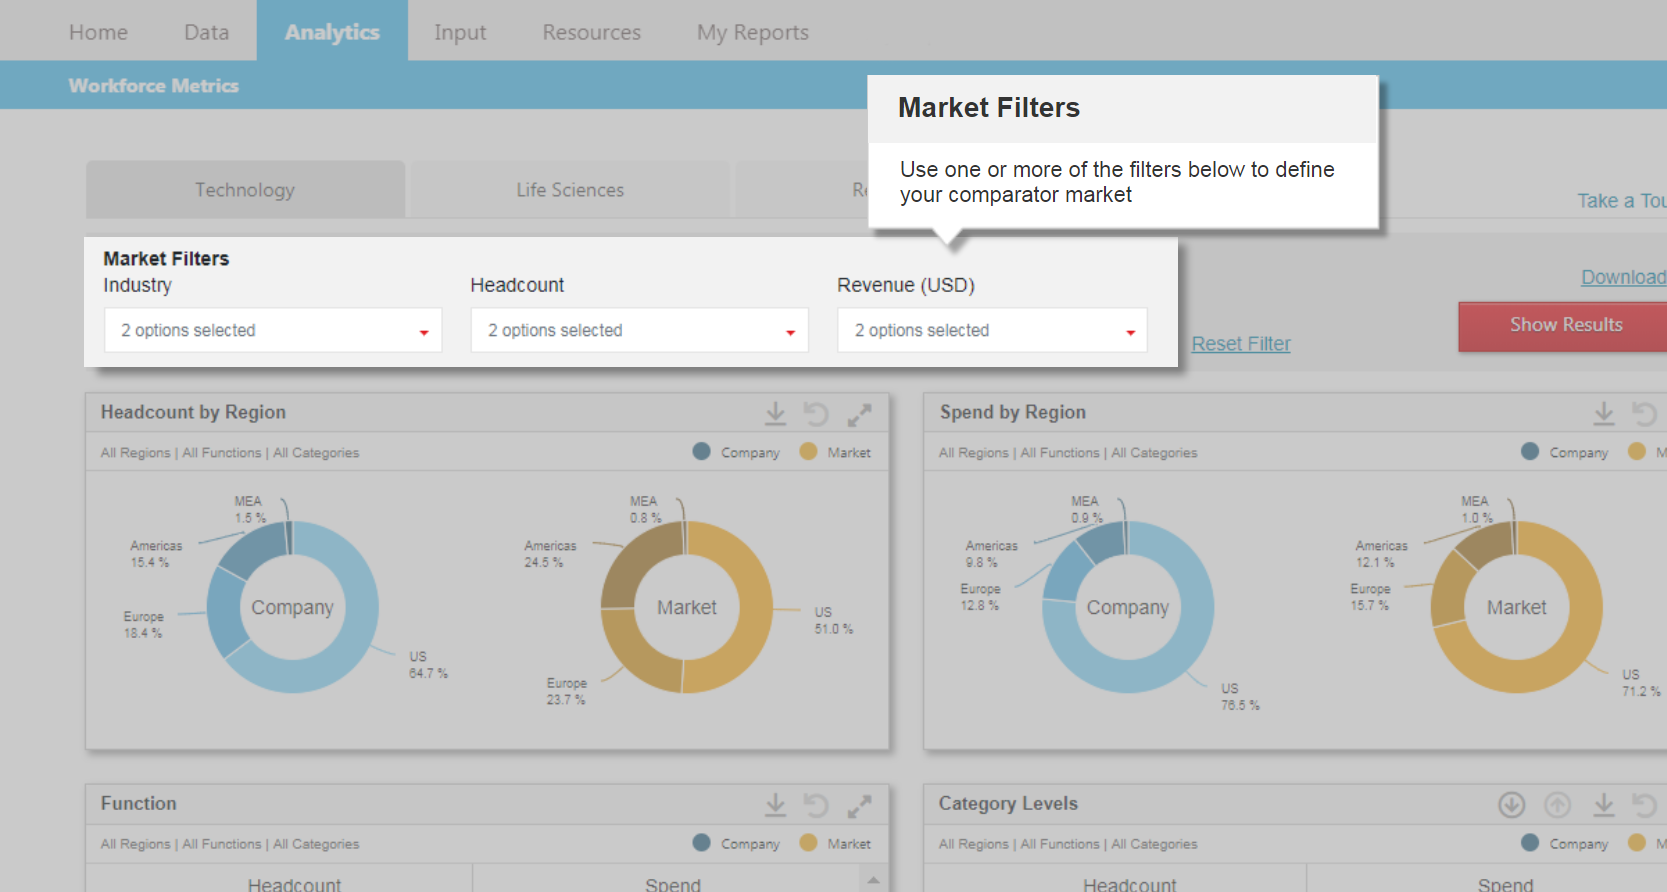 Home Data Analytics Input Resources My Reports
Workforce Metrics
Market Filters
Use one or more of the filters below to define
your comparator market
Technology Life Sciences
Take a Tou
Market Filters
Industry Headcount Revenue (USD)
2 options selected 2 options selected 2 options selected
Reset Filter
Download
Show Results
Headcount by Region
All Regions | All Functions | All Categories
Company Market
MEA
1.5 %
Americas
15.4 %
Europe
18.4 %
US
64.7 %
Company
MEA
0.8 %
Americas
24.5 %
Europe
23.7 %
US
51.0 %
Market
Spend by Region
All Regions | All Functions | All Categories
Company M
MEA
0.9 %
Americas
9.8 %
Europe
12.8 %
US
76.5 %
Company
MEA
1.0 %
Americas
12.1 %
Europe
15.7 %
US
71.2 %
Market
Function
All Regions | All Functions | All Categories
Company Market
Headcount Spend
Category Levels
All Regions | All Functions | All Categories
Company M
Headcount Spend